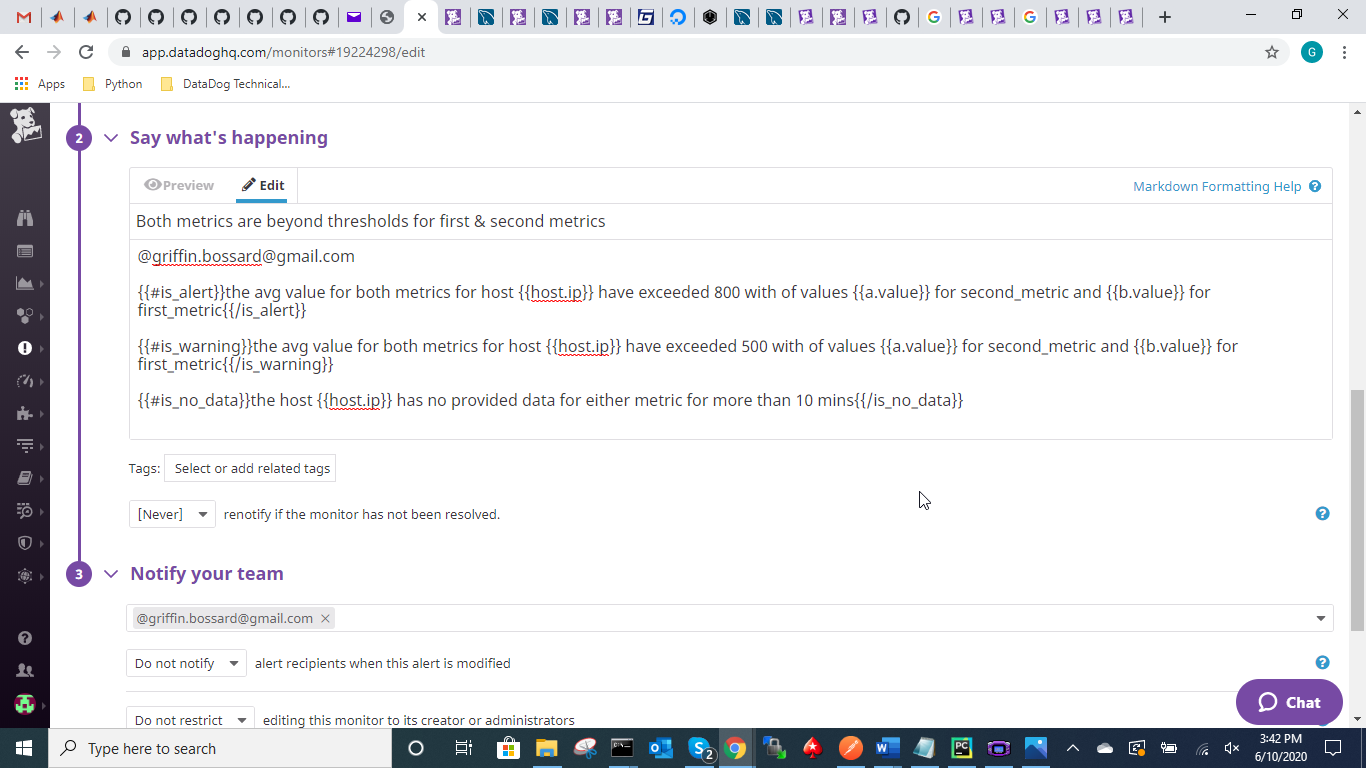 app.datadoghq.com/monitors#19224298/edit
G
Apps
Python
DataDog Technical...
2
Say what's happening
Preview
Edit
Markdown Formatting Help
Both metrics are beyond thresholds for first & second metrics
@griffin.bossard@gmail.com
{{#is_alert}}the avg value for both metrics for host {{host.ip}} have exceeded 800 with of values {{a.value}} for second_metric and {{b.value}} for
first_metric{{/is_alert}}
{{#is_warning}}the avg value for both metrics for host {{host.ip}} have exceeded 500 with of values {{a.value}} for second_metric and {{b.value}} for
first_metric{{/is_warning}}
{{#is_no_data}}the host {{host.ip}} has no provided data for either metric for more than 10 mins{{/is_no_data}}
Tags: Select or add related tags
[Never] renotify if the monitor has not been resolved.
3
Notify your team
@griffin.bossard@gmail.com
Do not notify alert recipients when this alert is modified
Do not restrict editing this monitor to its creator or administrators
Chat
Type here to search
2
3:42 PM
6/10/2020